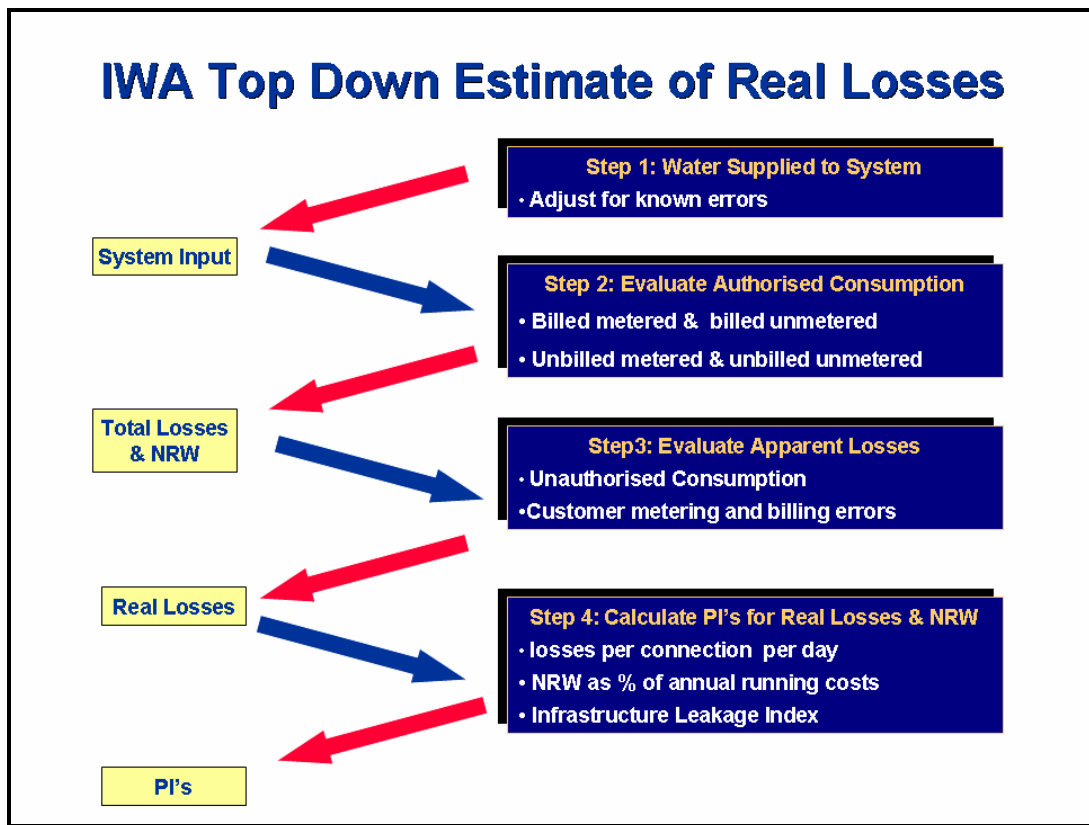 IWA Top Down Estimate of Real Losses
Step 1: Water Supplied to System
• Adjust for known errors
System Input
Step 2: Evaluate Authorised Consumption
• Billed metered & billed unmetered
• Unbilled metered & unbilled unmetered
Total Losses
& NRW
Step3: Evaluate Apparent Losses
• Unauthorised Consumption
•Customer metering and billing errors
Real Losses
Step 4: Calculate PI's for Real Losses & NRW
• losses per connection per day
• NRW as % of annual running costs
• Infrastructure Leakage Index
PI's